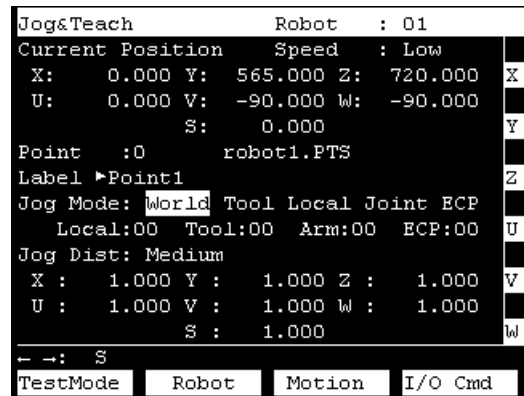 Jog&Teach Robot : 01
Current Position Speed : Low
X: 0.000 Y: 565.000 Z: 720.000 X
U: 0.000 V: -90.000 W: -90.000
S: 0.000 Y
Point :0 robot1.PTS
Label ►Point1 Z
Jog Mode: World Tool Local Joint ECP
Local:00 Tool:00 Arm:00 ECP:00 U
Jog Dist: Medium
X : 1.000 Y : 1.000 Z : 1.000 V
U : 1.000 V : 1.000 W : 1.000
S : 1.000 W
← →: S
TestMode Robot Motion I/O Cmd